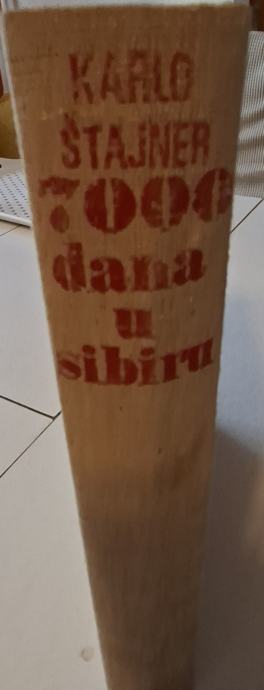 KARLO
ŠTAJNER
7000
dana
u
sibiru